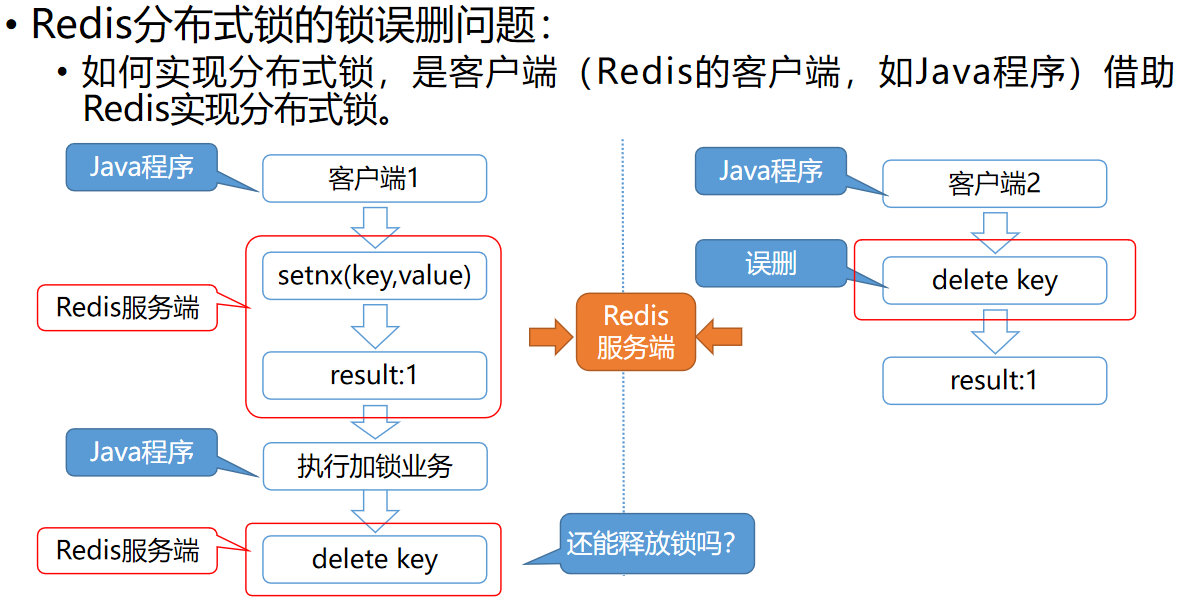 • Redis分布式锁的锁误删问题：
• 如何实现分布式锁，是客户端（Redis的客户端，如Java程序）借助
Redis实现分布式锁。
Java程序
客户端1
setnx(key,value)
Redis服务端
result:1
Java程序
执行加锁业务
Redis服务端
delete key
还能释放锁吗？
Redis
服务端
Java程序
客户端2
误删
delete key
result:1